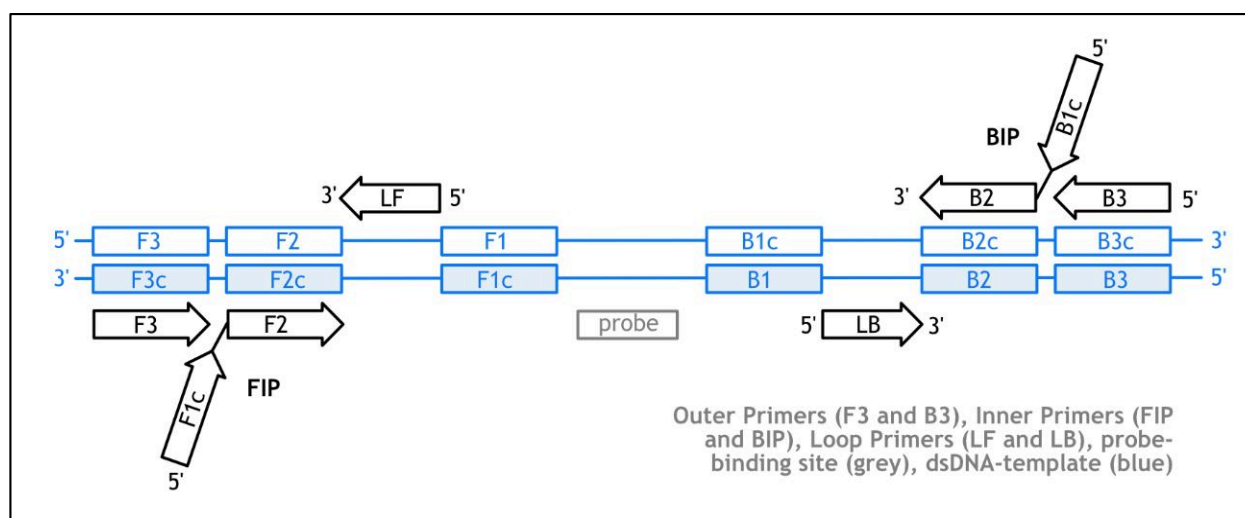 5'
B1c
BIP
3' LF 5'
3' B2 B3 5'
5' F3 F2 F1 B1c B2c B3c 3'
3' F3c F2c F1c B1 B2 B3 5'
F3 F2 probe 5' LB 3'
F1c
FIP
5'
Outer Primers (F3 and B3), Inner Primers (FIP
and BIP), Loop Primers (LF and LB), probe-
binding site (grey), dsDNA-template (blue)